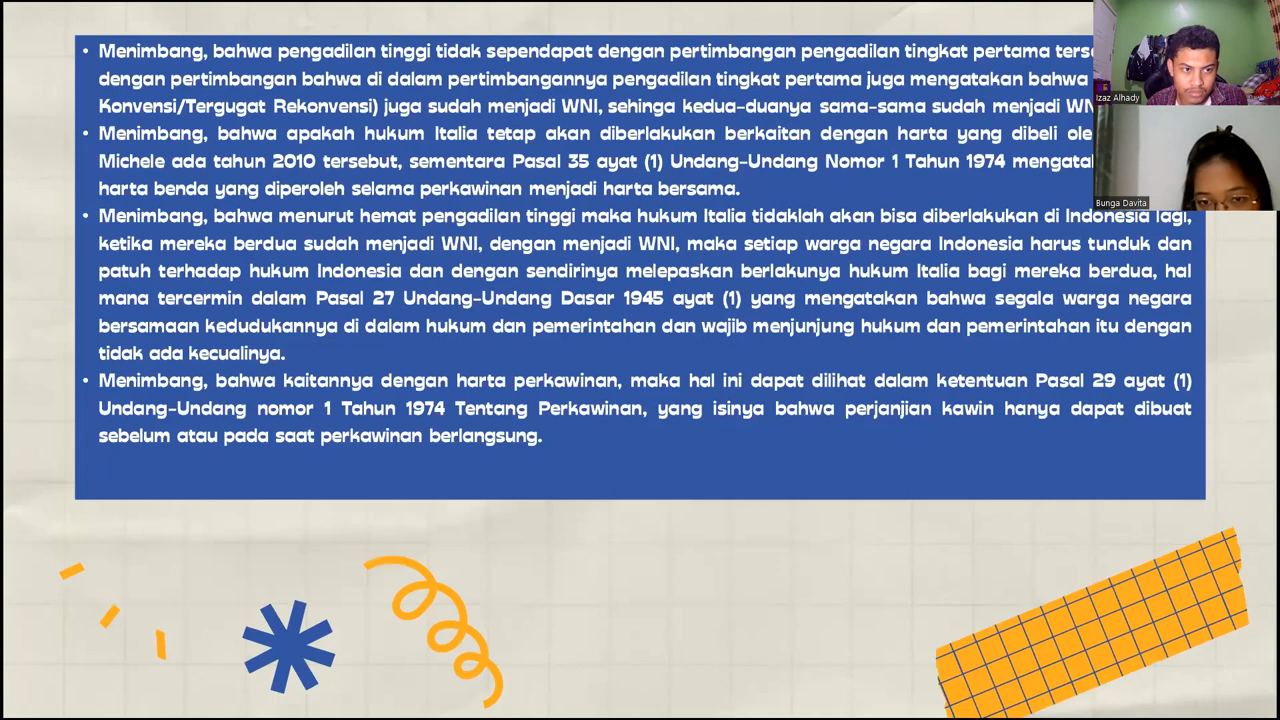 • Menimbang, bahwa pengadilan tinggi tidak sependapat dengan pertimbangan pengadilan tingkat pertama
dengan pertimbangan bahwa di dalam pertimbangannya pengadilan tingkat pertama juga mengatakan bahwa
Konvensi/Tergugat Rekonvensi) juga sudah menjadi WNI, sehinga kedua-duanya sama-sama sudah menjadi
• Menimbang, bahwa apakah hukum Italia tetap akan diberlakukan berkaitan dengan harta yang dibeli
Michele ada tahun 2010 tersebut, sementara Pasal 35 ayat (1) Undang-Undang Nomor 1 Tahun 1974
harta benda yang diperoleh selama perkawinan menjadi harta bersama.
• Menimbang, bahwa menurut hemat pengadilan tinggi maka hukum Italia tidaklah akan bisa diberlakukan di Indonesia lagi,
ketika mereka berdua sudah menjadi WNI, dengan menjadi WNI, maka setiap warga negara Indonesia harus tunduk dan
patuh terhadap hukum Indonesia dan dengan sendirinya melepaskan berlakunya hukum Italia bagi mereka berdua, hal
mana tercermin dalam Pasal 27 Undang-Undang Dasar 1945 ayat (1) yang mengatakan bahwa segala warga negara
bersamaan kedudukannya di dalam hukum dan pemerintahan dan wajib menjunjung hukum dan pemerintahan itu dengan
tidak ada kecualinya.
• Menimbang, bahwa kaitannya dengan harta perkawinan, maka hal ini dapat dilihat dalam ketentuan Pasal 29 ayat (1)
Undang-Undang nomor 1 Tahun 1974 Tentang Perkawinan, yang isinya bahwa perjanjian kawin hanya dapat dibuat
sebelum atau pada saat perkawinan berlangsung.
Izaz Alhady
Bunga Davita